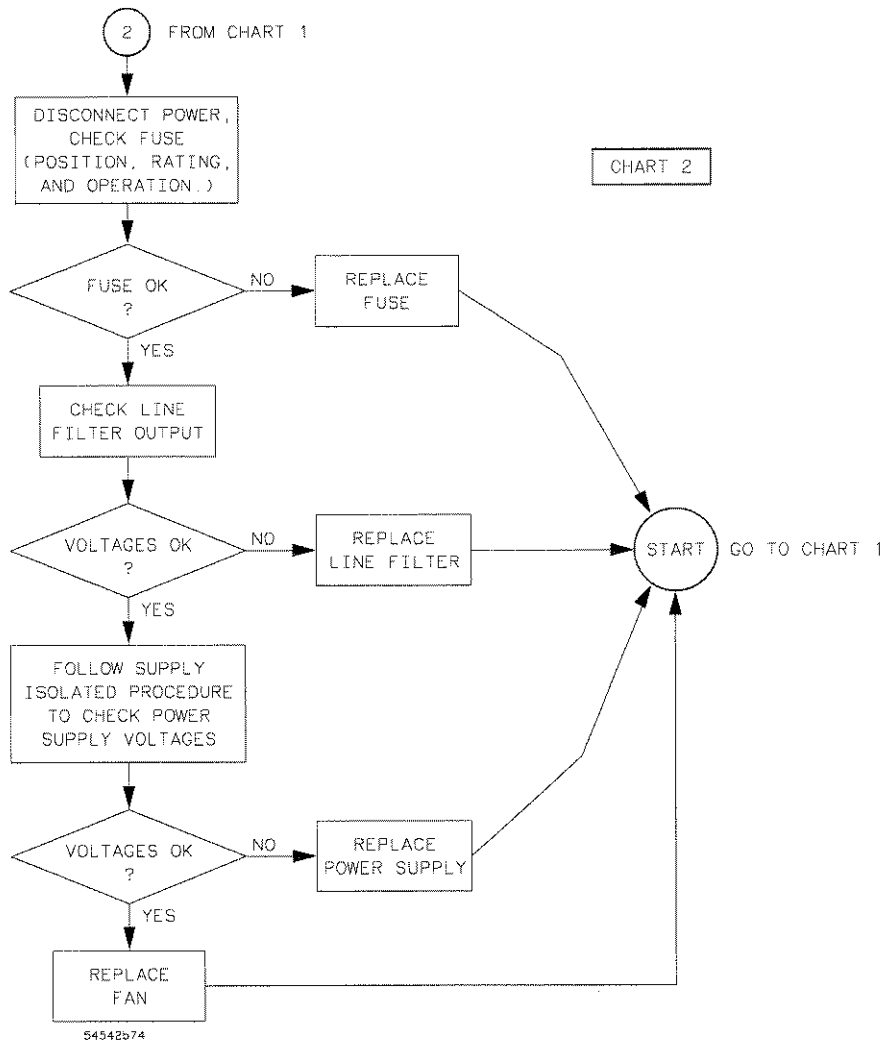 2 FROM CHART 1
DISCONNECT POWER,
CHECK FUSE
(POSITION, RATING,
AND OPERATION.)
CHART 2
FUSE OK
?
NO
REPLACE
FUSE
YES
CHECK LINE
FILTER OUTPUT
VOLTAGES OK
?
NO
REPLACE
LINE FILTER
START GO TO CHART 1
YES
FOLLOW SUPPLY
ISOLATED PROCEDURE
TO CHECK POWER
SUPPLY VOLTAGES
VOLTAGES OK
?
NO
REPLACE
POWER SUPPLY
YES
REPLACE
FAN
54542b74